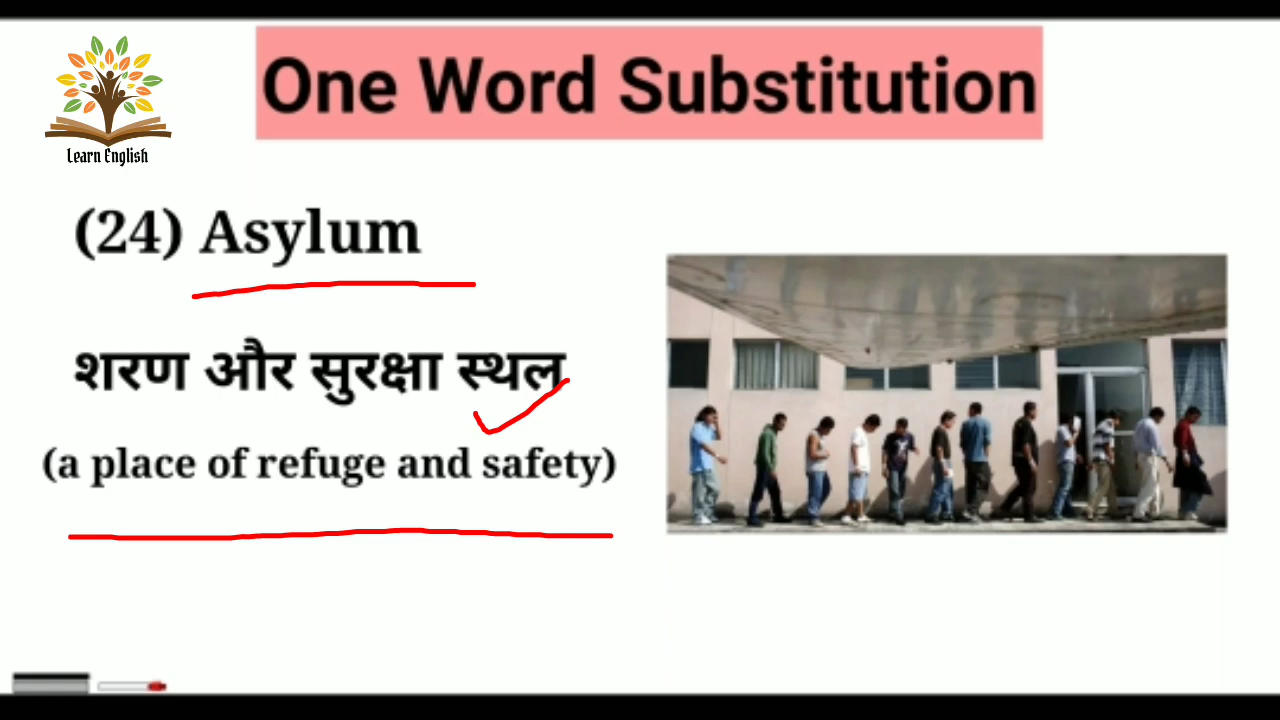 One Word Substitution
Learn English
(24) Asylum
शरण और सुरक्षा स्थल
(a place of refuge and safety)